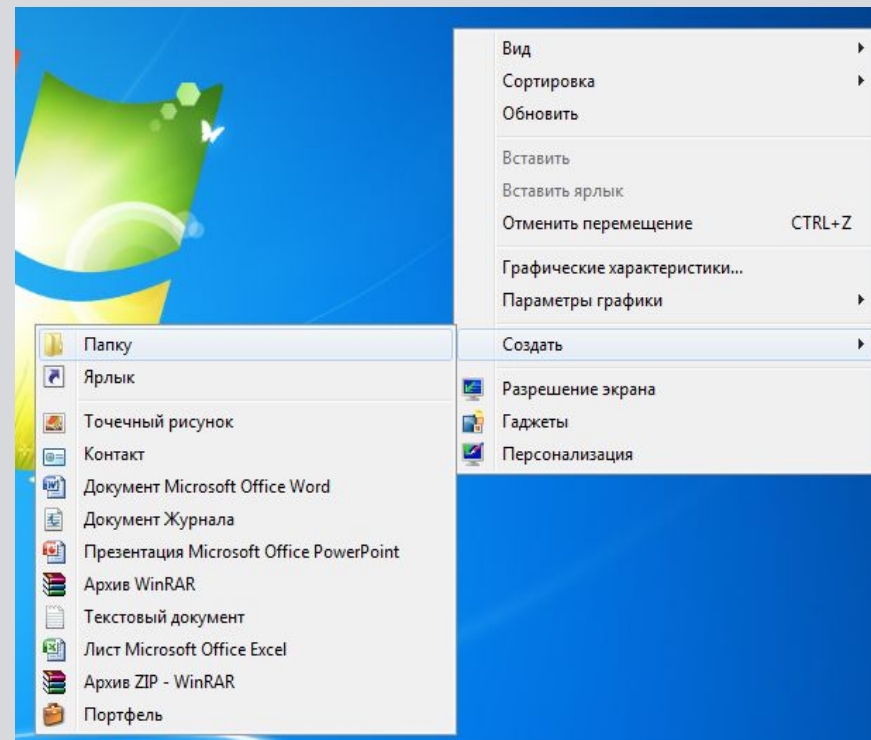 Вид
Сортировка
Обновить
Вставить
Вставить ярлык
Отменить перемещение CTRL+Z
Графические характеристики...
Параметры графики
Создать
Разрешение экрана
Гаджеты
Персонализация
Папку
Ярлык
Точечный рисунок
Контакт
Документ Microsoft Office Word
Документ Журнала
Презентация Microsoft Office PowerPoint
Архив WinRAR
Текстовый документ
Лист Microsoft Office Excel
Архив ZIP - WinRAR
Портфель